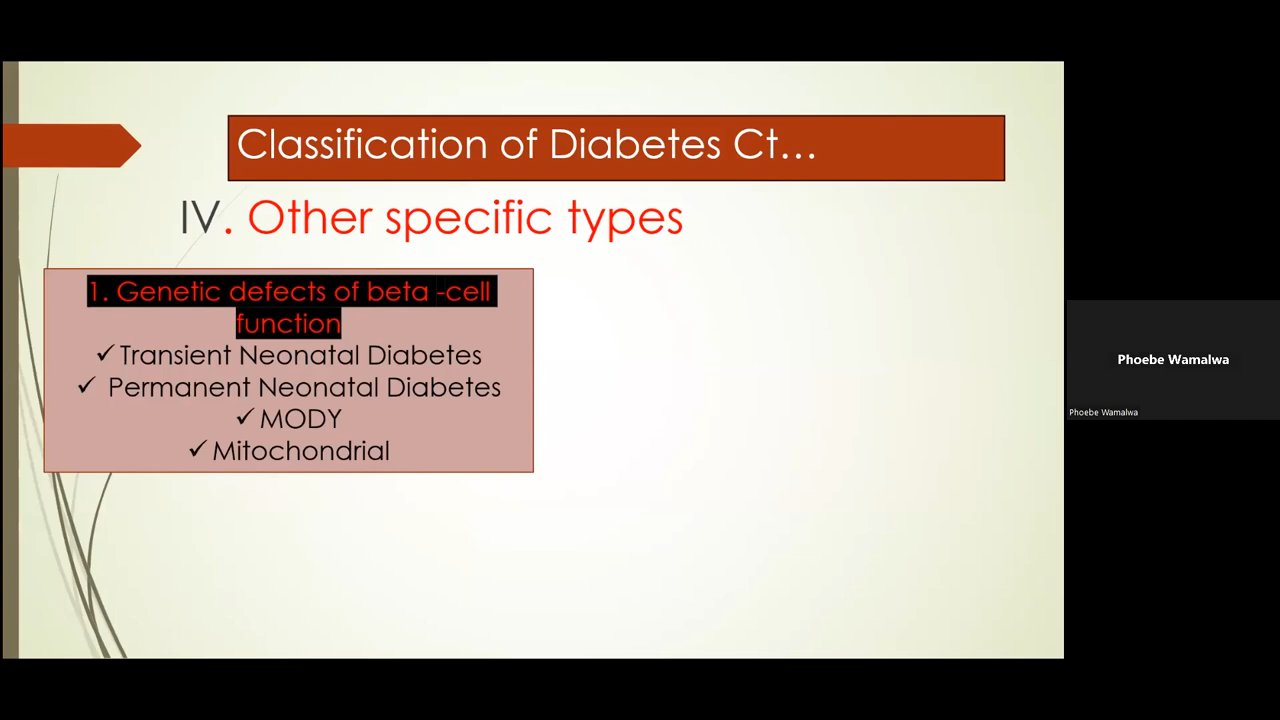 Classification of Diabetes Ct...
IV. Other specific types
1. Genetic defects of beta -cell
function
✓ Transient Neonatal Diabetes
✓ Permanent Neonatal Diabetes
✓ MODY
✓ Mitochondrial
Phoebe Wamalwa
Phoebe Wamalwa